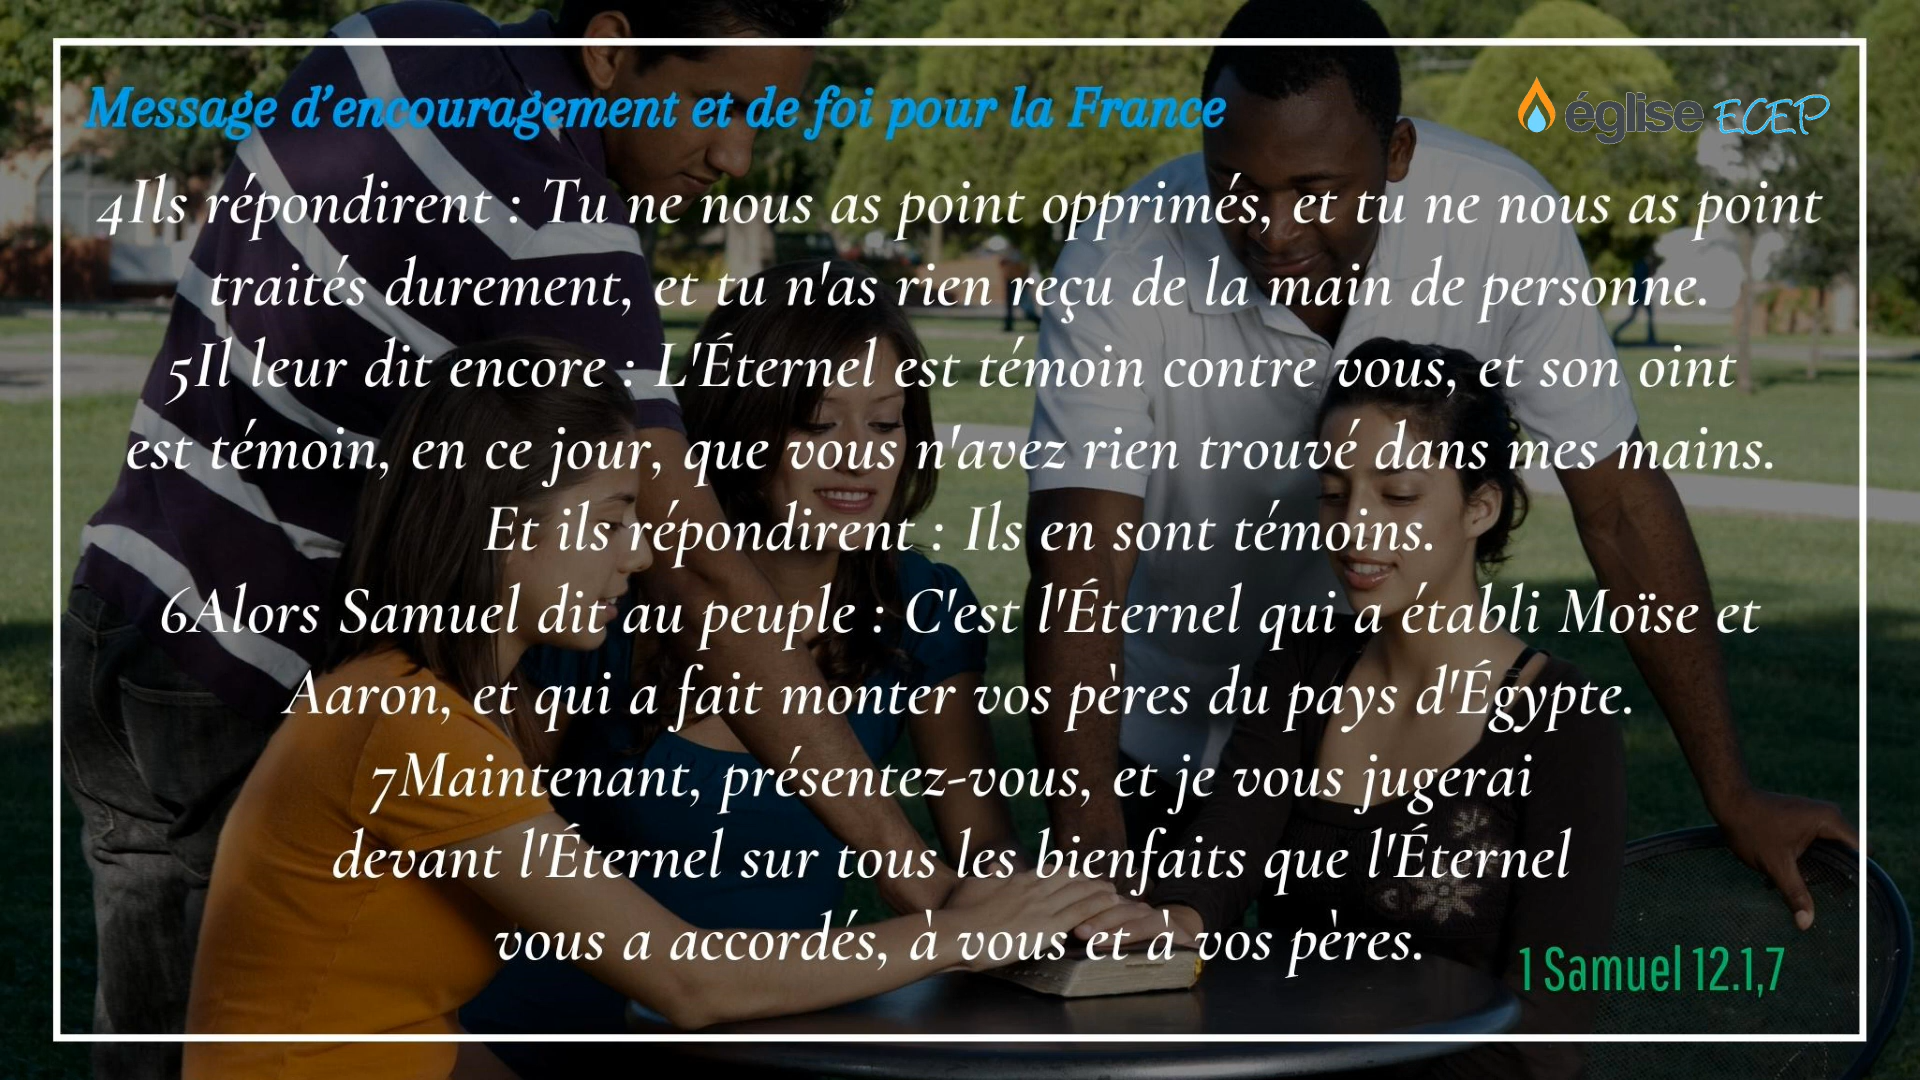 Message d’encouragement et de foi pour la France
église ECEP
4Ils répondirent : Tu ne nous as point opprimés, et tu ne nous as point
traités durement, et tu n'as rien reçu de la main de personne.
5Il leur dit encore : L'Éternel est témoin contre vous, et son oint
est témoin, en ce jour, que vous n'avez rien trouvé dans mes mains.
Et ils répondirent : Ils en sont témoins.
6Alors Samuel dit au peuple : C'est l'Éternel qui a établi Moïse et
Aaron, et qui a fait monter vos pères du pays d'Égypte.
7Maintenant, présentez-vous, et je vous jugerai
devant l'Éternel sur tous les bienfaits que l'Éternel
vous a accordés, à vous et à vos pères.
1 Samuel 12.1,7